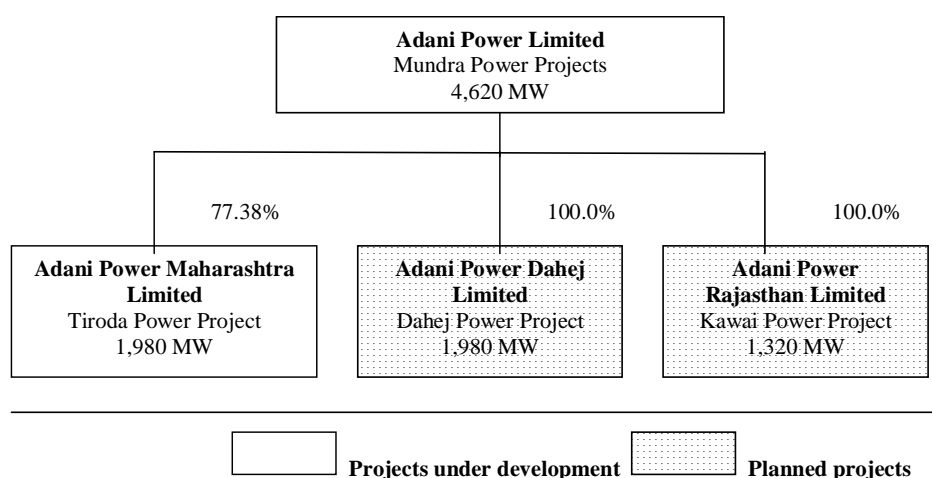 Adani Power Limited
Mundra Power Projects
4,620 MW
77.38%
100.0%
100.0%
Adani Power Maharashtra
Limited
Tiroda Power Project
1,980 MW
Adani Power Dahej
Limited
Dahej Power Project
1,980 MW
Adani Power
Rajasthan Limited
Kawai Power Project
1,320 MW
Projects under development
Planned projects